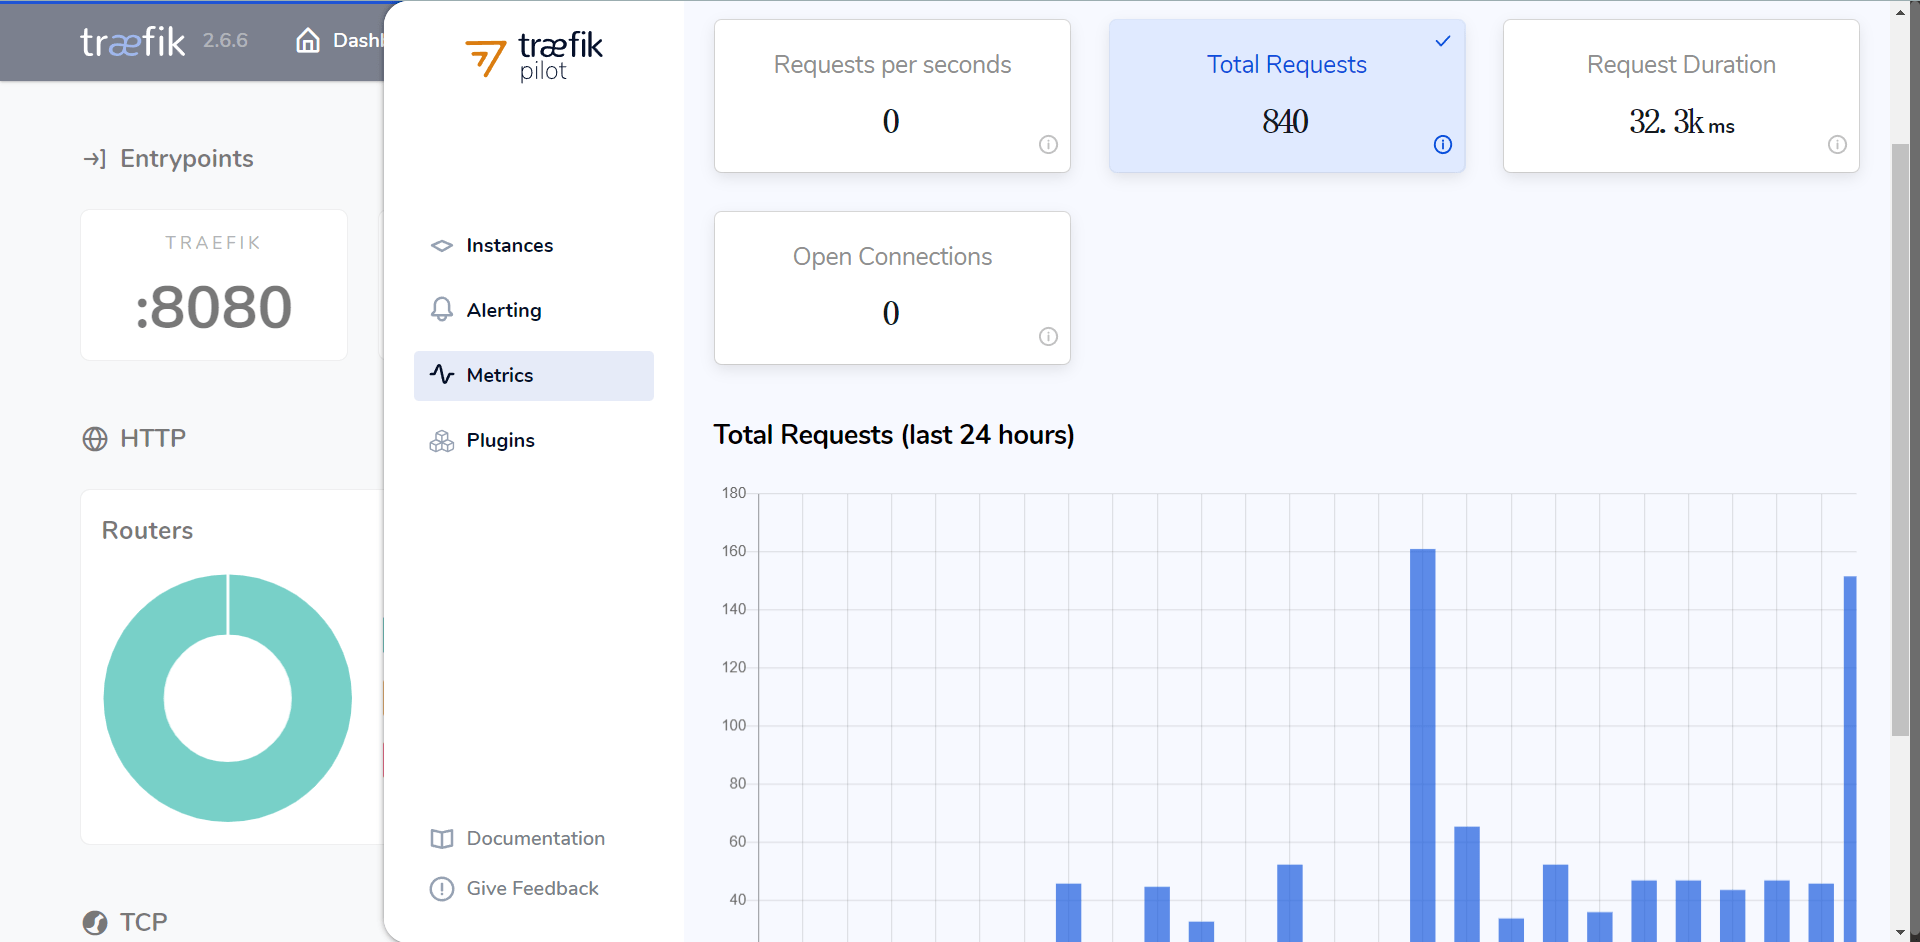 træfik 2.6.6 Dashb
Entrypoints
TRAEFIK
:8080
HTTP
Routers
TCP
træfik
pilot
Instances
Alerting
Metrics
Plugins
Documentation
Give Feedback
Requests per seconds
0
Total Requests
840
Request Duration
32.3k ms
Open Connections
0
Total Requests (last 24 hours)
180
160
140
120
100
80
60
40